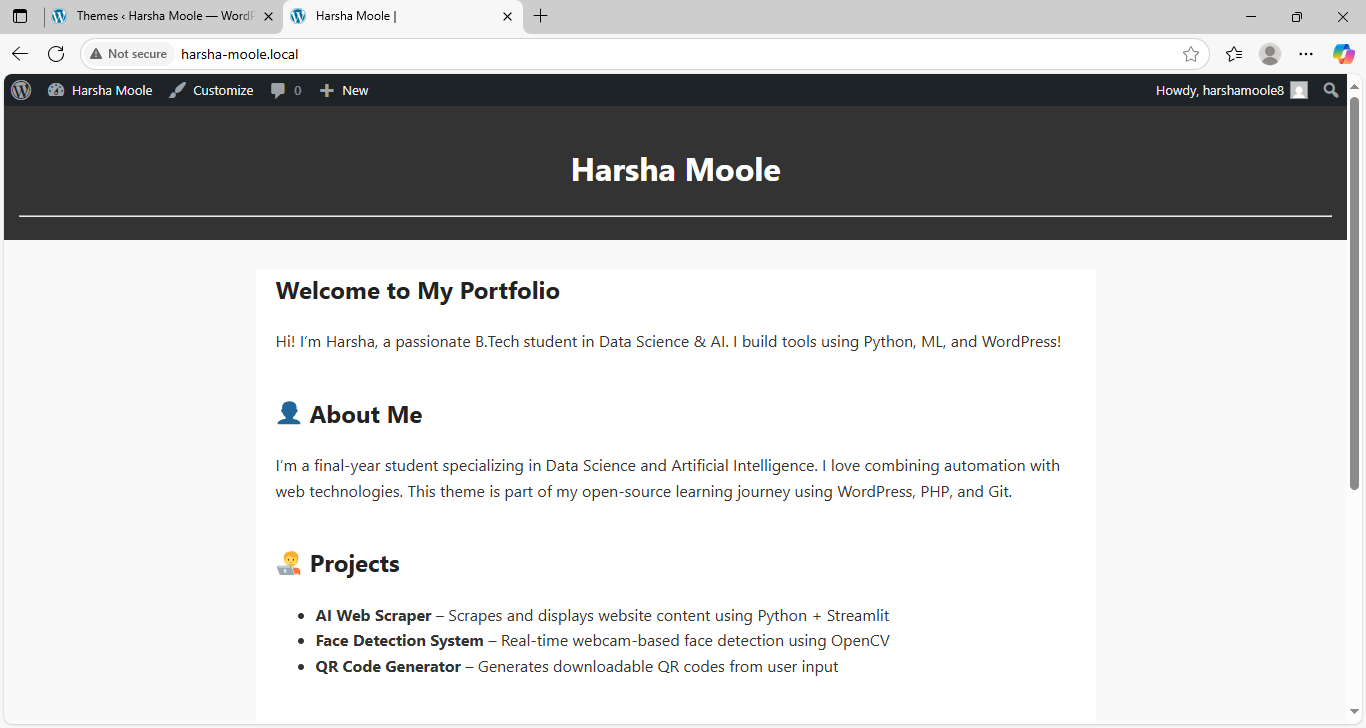 Themes ‹ Harsha Moole — WordP
Harsha Moole |
Not secure
harsha-moole.local
Harsha Moole
Customize
0
New
Howdy, harshamoole8
Harsha Moole
Welcome to My Portfolio
Hi! I’m Harsha, a passionate B.Tech student in Data Science & AI. I build tools using Python, ML, and WordPress!
👤 About Me
I’m a final-year student specializing in Data Science and Artificial Intelligence. I love combining automation with
web technologies. This theme is part of my open-source learning journey using WordPress, PHP, and Git.
🧑‍💻 Projects
• AI Web Scraper – Scrapes and displays website content using Python + Streamlit
• Face Detection System – Real-time webcam-based face detection using OpenCV
• QR Code Generator – Generates downloadable QR codes from user input